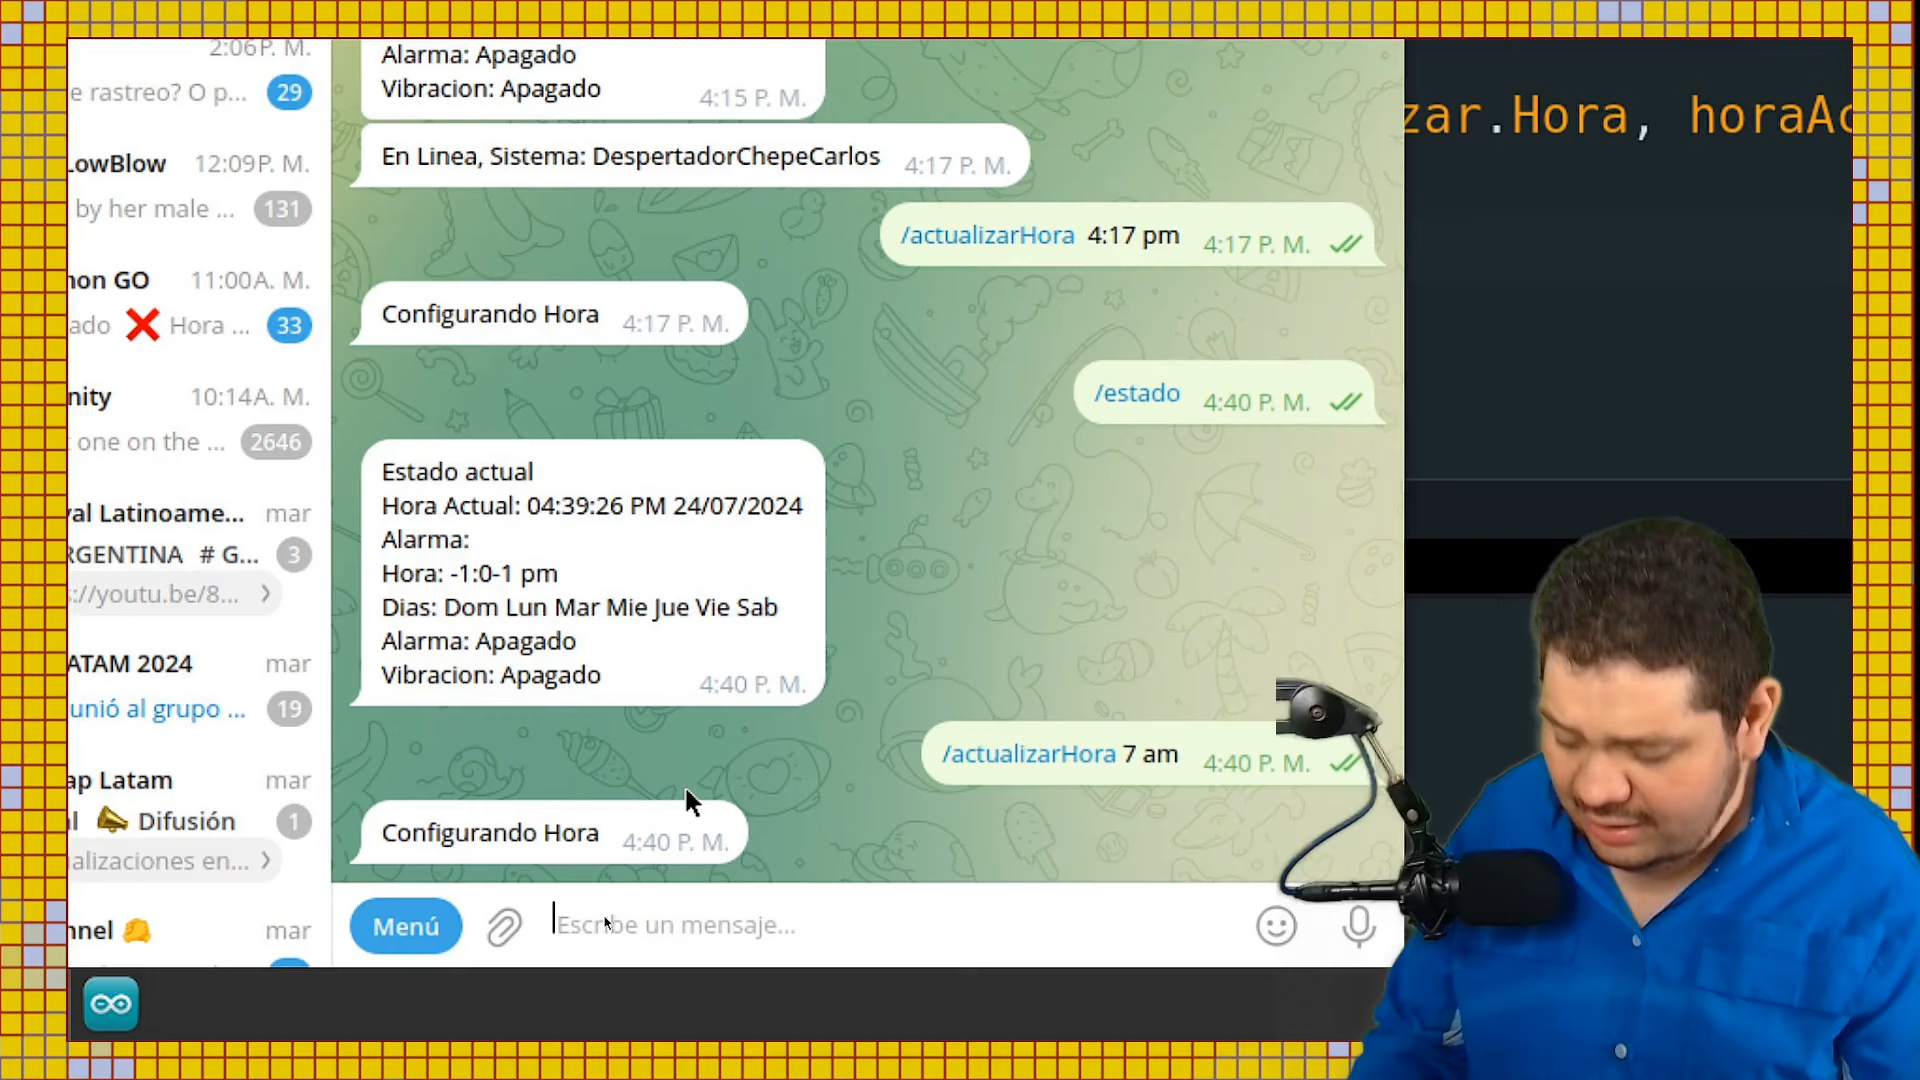 2:06P. M.
e rastreo? O p... 29
LowBlow 12:09P. M.
by her male ... 131
non GO 11:00A. M.
ado ❌ Hora ... 33
nity 10:14A. M.
t one on the ... 2646
val Latinoame... mar
RGENTINA # G... 3
s://youtu.be/8...
ATAM 2024 mar
unió al grupo ... 19
ap Latam mar
al 📣 Difusión 1
alizaciones en...
nnel mar
Alarma: Apagado
Vibracion: Apagado 4:15 P. M.
En Linea, Sistema: DespertadorChepeCarlos 4:17 P. M.
/actualizarHora 4:17 pm 4:17 P. M.
Configurando Hora 4:17 P. M.
/estado 4:40 P. M.
Estado actual
Hora Actual: 04:39:26 PM 24/07/2024
Alarma:
Hora: -1:0-1 pm
Dias: Dom Lun Mar Mie Jue Vie Sab
Alarma: Apagado
Vibracion: Apagado 4:40 P. M.
/actualizarHora 7 am 4:40 P. M.
Configurando Hora 4:40 P. M.
Menú Escribe un mensaje...
zar.Hora, horaAc